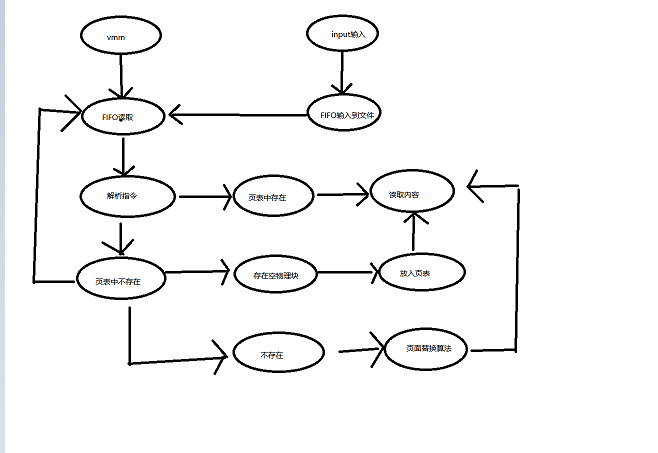 vmm
input输入
FIFO读取
FIFO输入到文件
解析指令
页表中存在
读取内容
页表中不存在
存在空物理块
放入页表
不存在
页面替换算法